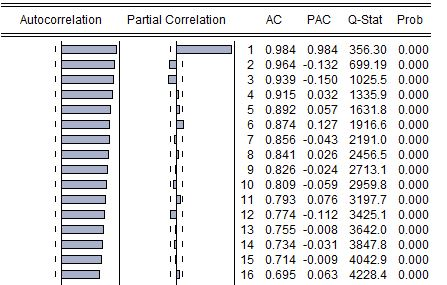 Autocorrelation Partial Correlation AC PAC Q-Stat Prob
1 0.984 0.984 356.30 0.000
2 0.964 -0.132 699.19 0.000
3 0.939 -0.150 1025.5 0.000
4 0.915 0.032 1335.9 0.000
5 0.892 0.057 1631.8 0.000
6 0.874 0.127 1916.6 0.000
7 0.856 -0.043 2191.0 0.000
8 0.841 0.026 2456.5 0.000
9 0.826 -0.024 2713.1 0.000
10 0.809 -0.059 2959.8 0.000
11 0.793 0.076 3197.7 0.000
12 0.774 -0.112 3425.1 0.000
13 0.755 -0.008 3642.0 0.000
14 0.734 -0.031 3847.8 0.000
15 0.714 -0.009 4042.9 0.000
16 0.695 0.063 4228.4 0.000